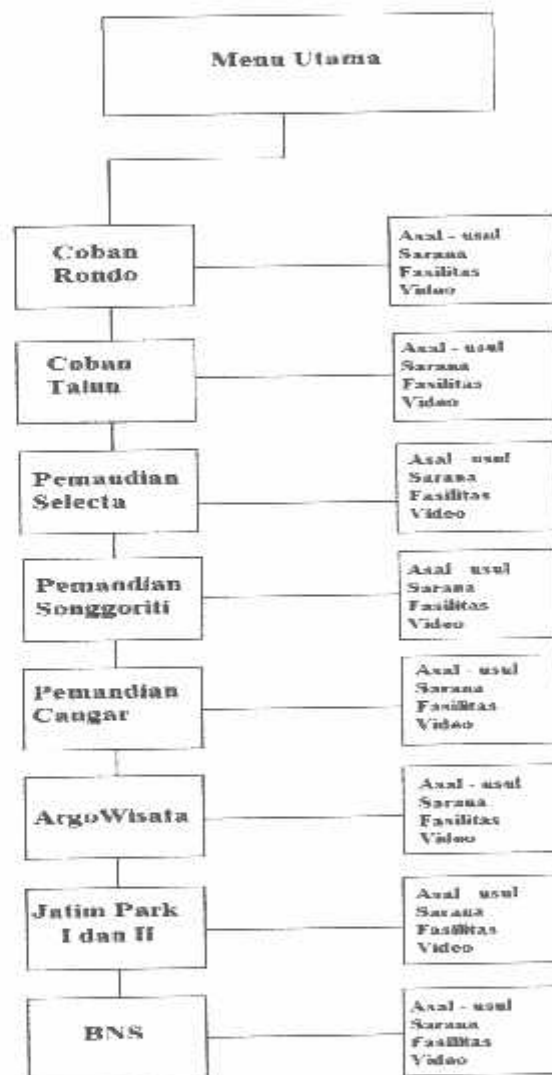 Menu Utama
Coban
Rondo
Asal - usul
Sarana
Fasilitas
Video
Coban
Talun
Asal - usul
Sarana
Fasilitas
Video
Pemandian
Selecta
Asal - usul
Sarana
Fasilitas
Video
Pemandian
Songgoriti
Asal - usul
Sarana
Fasilitas
Video
Pemandian
Cangar
Asal - usul
Sarana
Fasilitas
Video
ArgoWisata
Asal - usul
Sarana
Fasilitas
Video
Jatim Park
I dan II
Asal - usul
Sarana
Fasilitas
Video
BNS
Asal - usul
Sarana
Fasilitas
Video